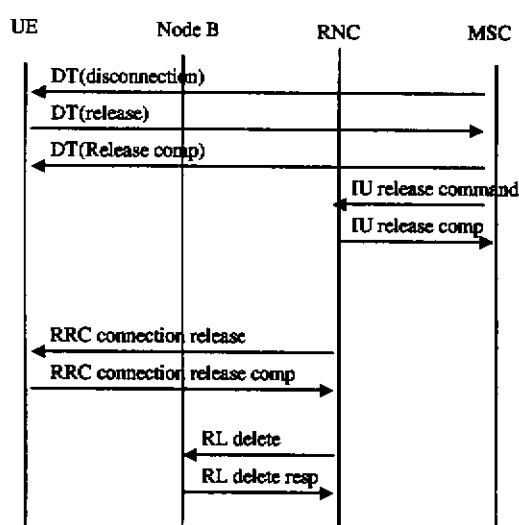 UE Node B RNC MSC
DT(disconnection)
DT(release)
DT(Release comp)
IU release command
IU release comp
RRC connection release
RRC connection release comp
RL delete
RL delete resp